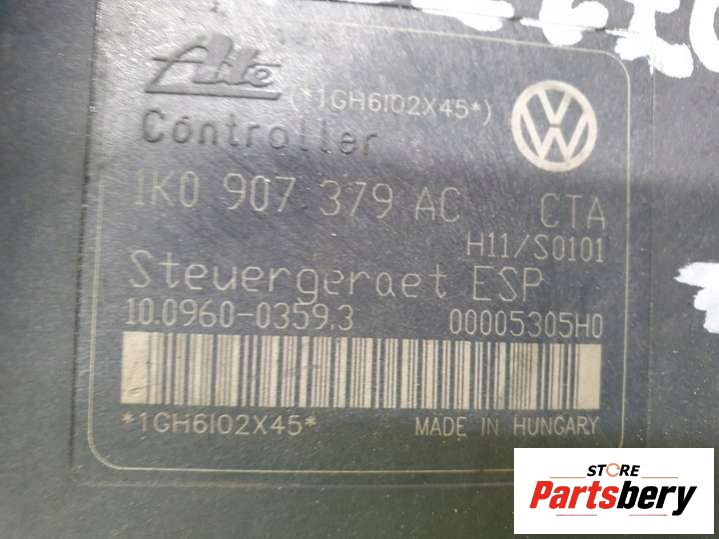 Ate
(*1GH6I02X45*)
Controller
1K0 907 379 AC CTA
H11/S0101
Steuergeraet ESP
10.0960-0359.3 00005305H0
*1GH6I02X45* MADE IN HUNGARY
STORE
Partsbery